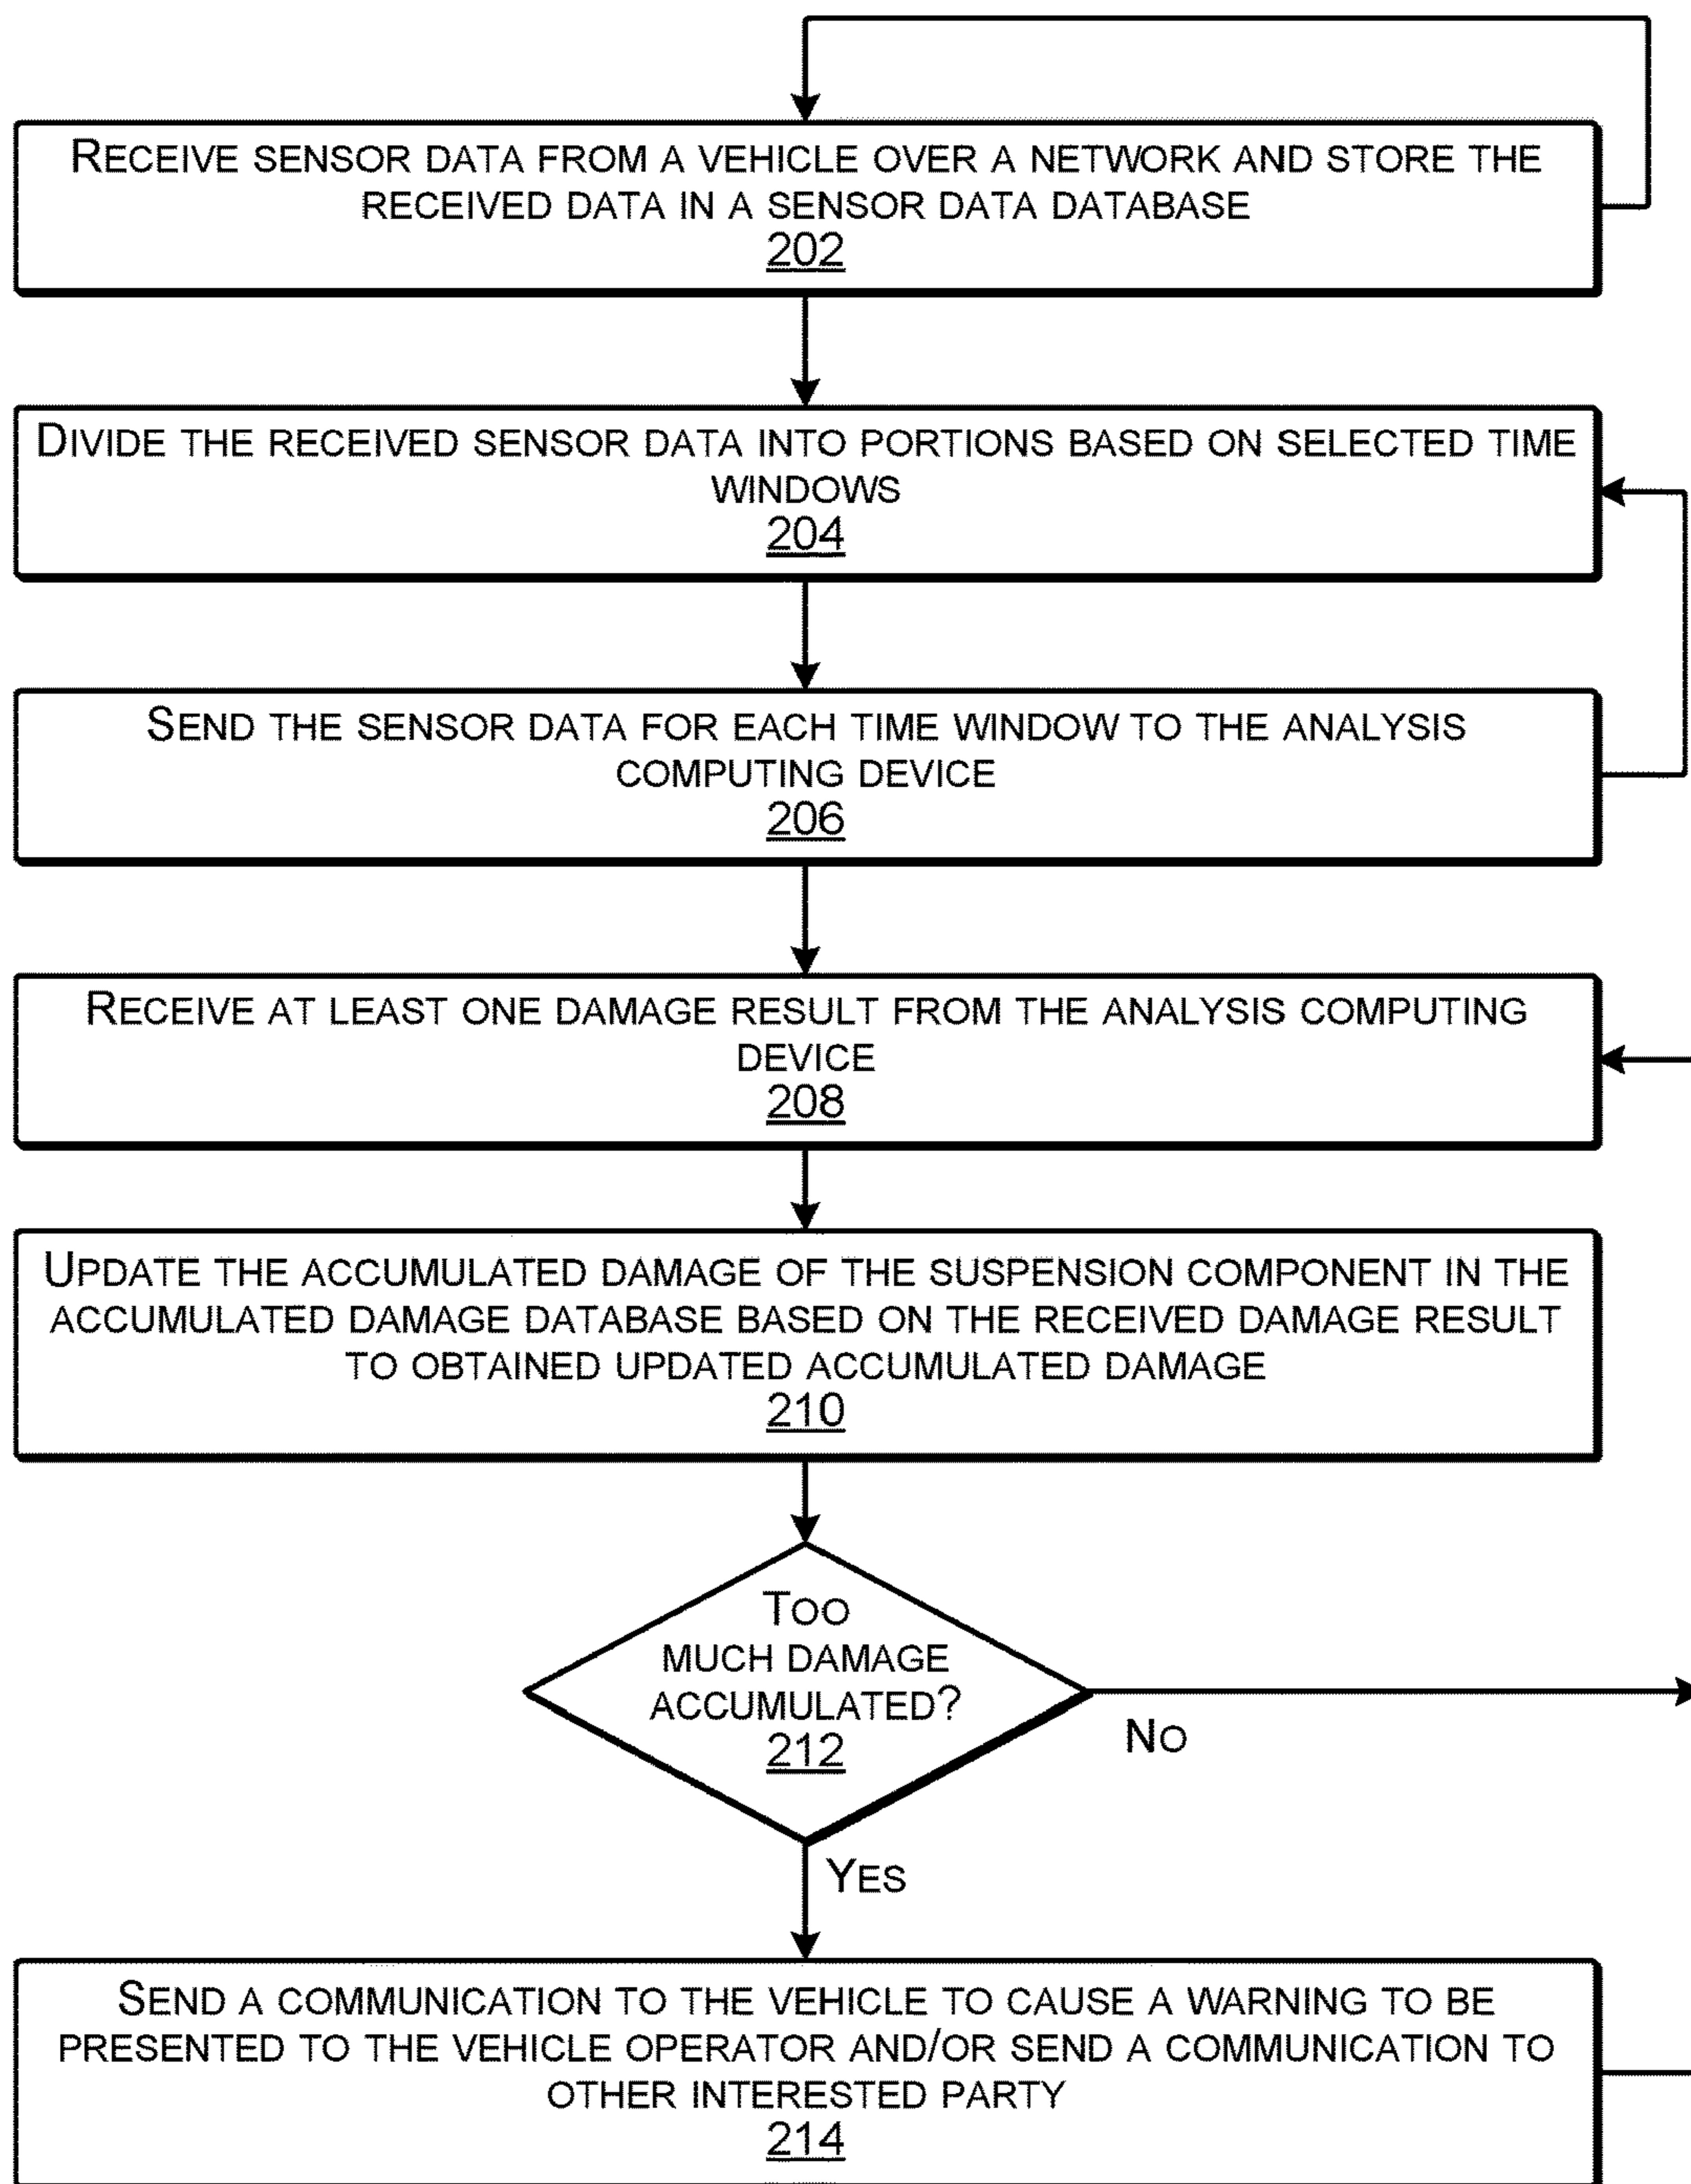 RECEIVE SENSOR DATA FROM A VEHICLE OVER A NETWORK AND STORE THE
RECEIVED DATA IN A SENSOR DATA DATABASE
202
DIVIDE THE RECEIVED SENSOR DATA INTO PORTIONS BASED ON SELECTED TIME
WINDOWS
204
SEND THE SENSOR DATA FOR EACH TIME WINDOW TO THE ANALYSIS
COMPUTING DEVICE
206
RECEIVE AT LEAST ONE DAMAGE RESULT FROM THE ANALYSIS COMPUTING
DEVICE
208
UPDATE THE ACCUMULATED DAMAGE OF THE SUSPENSION COMPONENT IN THE
ACCUMULATED DAMAGE DATABASE BASED ON THE RECEIVED DAMAGE RESULT
TO OBTAINED UPDATED ACCUMULATED DAMAGE
210
TOO
MUCH DAMAGE
ACCUMULATED?
212
NO
YES
SEND A COMMUNICATION TO THE VEHICLE TO CAUSE A WARNING TO BE
PRESENTED TO THE VEHICLE OPERATOR AND/OR SEND A COMMUNICATION TO
OTHER INTERESTED PARTY
214